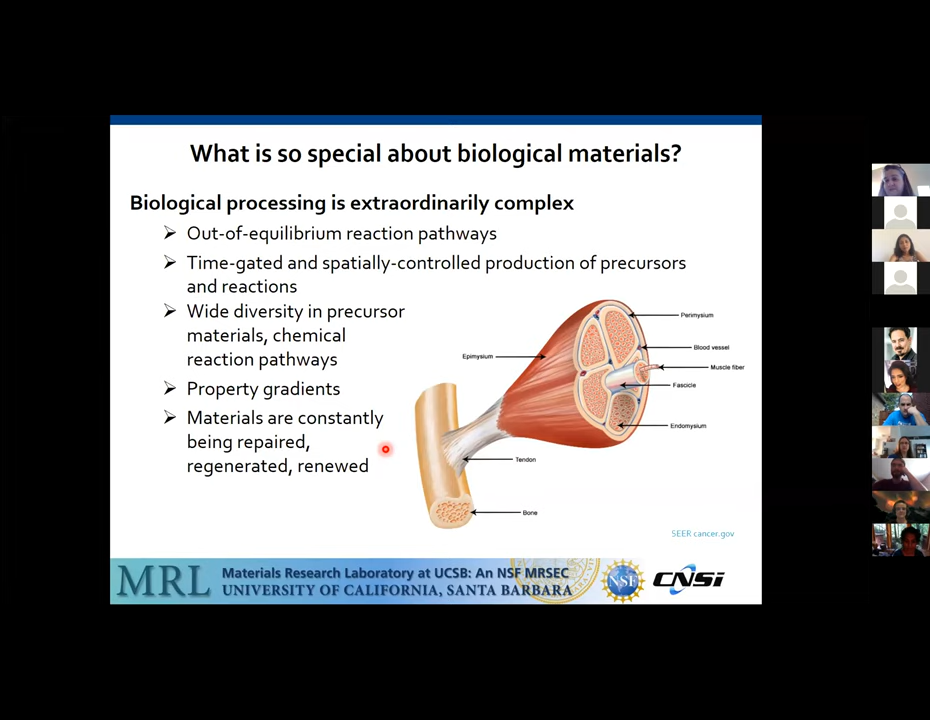 What is so special about biological materials?
Biological processing is extraordinarily complex
Out-of-equilibrium reaction pathways
Time-gated and spatially-controlled production of precursors
and reactions
Wide diversity in precursor
materials, chemical
reaction pathways
Property gradients
Materials are constantly
being repaired,
regenerated, renewed
Perimysium
Blood vessel
Epimysium
Muscle fiber
Fascicle
Endomysium
Tendon
Bone
SEER cancer.gov
MRL
Materials Research Laboratory at UCSB: An NSF MRSEC
UNIVERSITY OF CALIFORNIA, SANTA BARBARA
NSF
CNSi